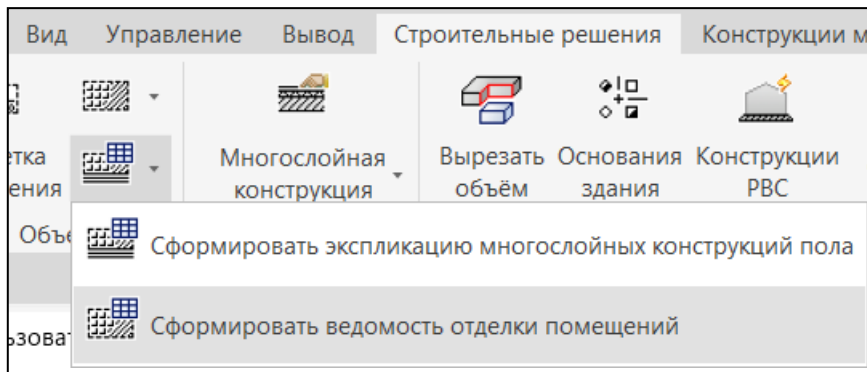 Вид Управление Вывод Строительные решения Конструкции м
тка Многослойная Вырезать Основания Конструкции
ения конструкция объём здания РВС
Объе
Сформировать экспликацию многослойных конструкций пола
Сформировать ведомость отделки помещений
ьзоват